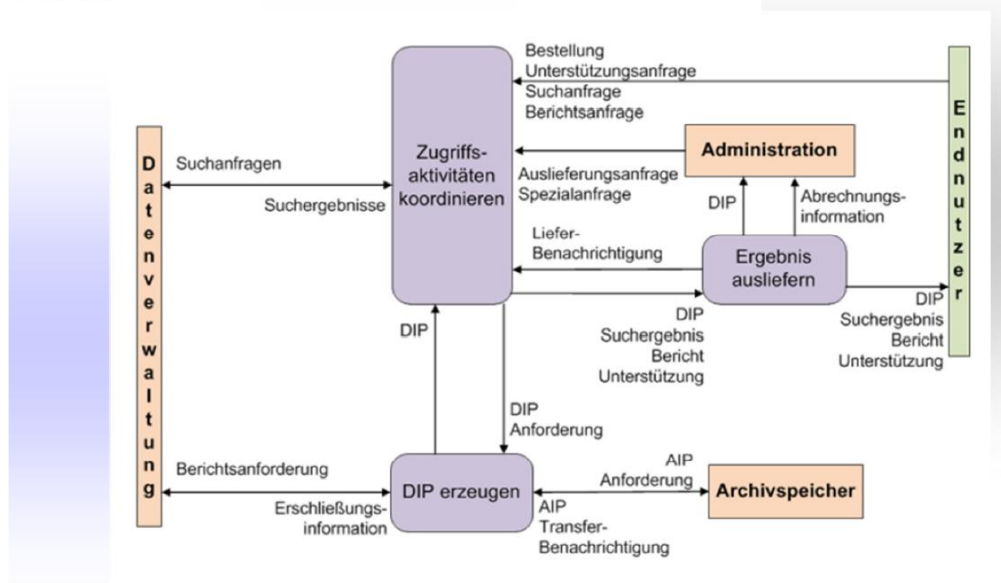 Bestellung
Unterstützungsanfrage
Suchanfrage
Berichtsanfrage
Endnutzer
Datenverwaltung
Suchanfragen
Suchergebnisse
Zugriffs-
aktivitäten
koordinieren
Administration
Auslieferungsanfrage
Spezialanfrage
DIP
Abrechnungs-
information
Liefer-
Benachrichtigung
Ergebnis
ausliefern
DIP
Suchergebnis
Bericht
Unterstützung
DIP
Suchergebnis
Bericht
Unterstützung
DIP
DIP
Anforderung
Berichtsanforderung
Erschließungs-
information
DIP erzeugen
AIP
Anforderung
AIP
Transfer-
Benachrichtigung
Archivspeicher